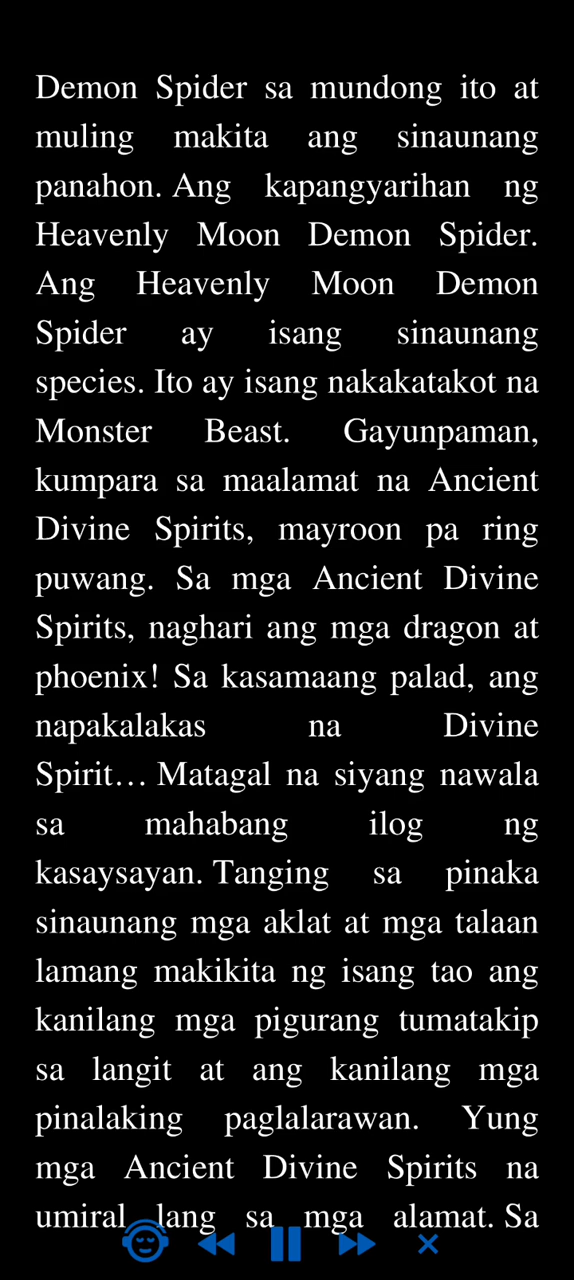 Demon Spider sa mundong ito at
muling makita ang sinaunang
panahon. Ang kapangyarihan ng
Heavenly Moon Demon Spider.
Ang Heavenly Moon Demon
Spider ay isang sinaunang
species. Ito ay isang nakakatakot na
Monster Beast. Gayunpaman,
kumpara sa maalamat na Ancient
Divine Spirits, mayroon pa ring
puwang. Sa mga Ancient Divine
Spirits, naghari ang mga dragon at
phoenix! Sa kasamaang palad, ang
napakalakas na Divine
Spirit… Matagal na siyang nawala
sa mahabang ilog ng
kasaysayan. Tanging sa pinaka
sinaunang mga aklat at mga talaan
lamang makikita ng isang tao ang
kanilang mga pigurang tumatakip
sa langit at ang kanilang mga
pinalaking paglalarawan. Yung
mga Ancient Divine Spirits na
umiral lang sa mga alamat. Sa